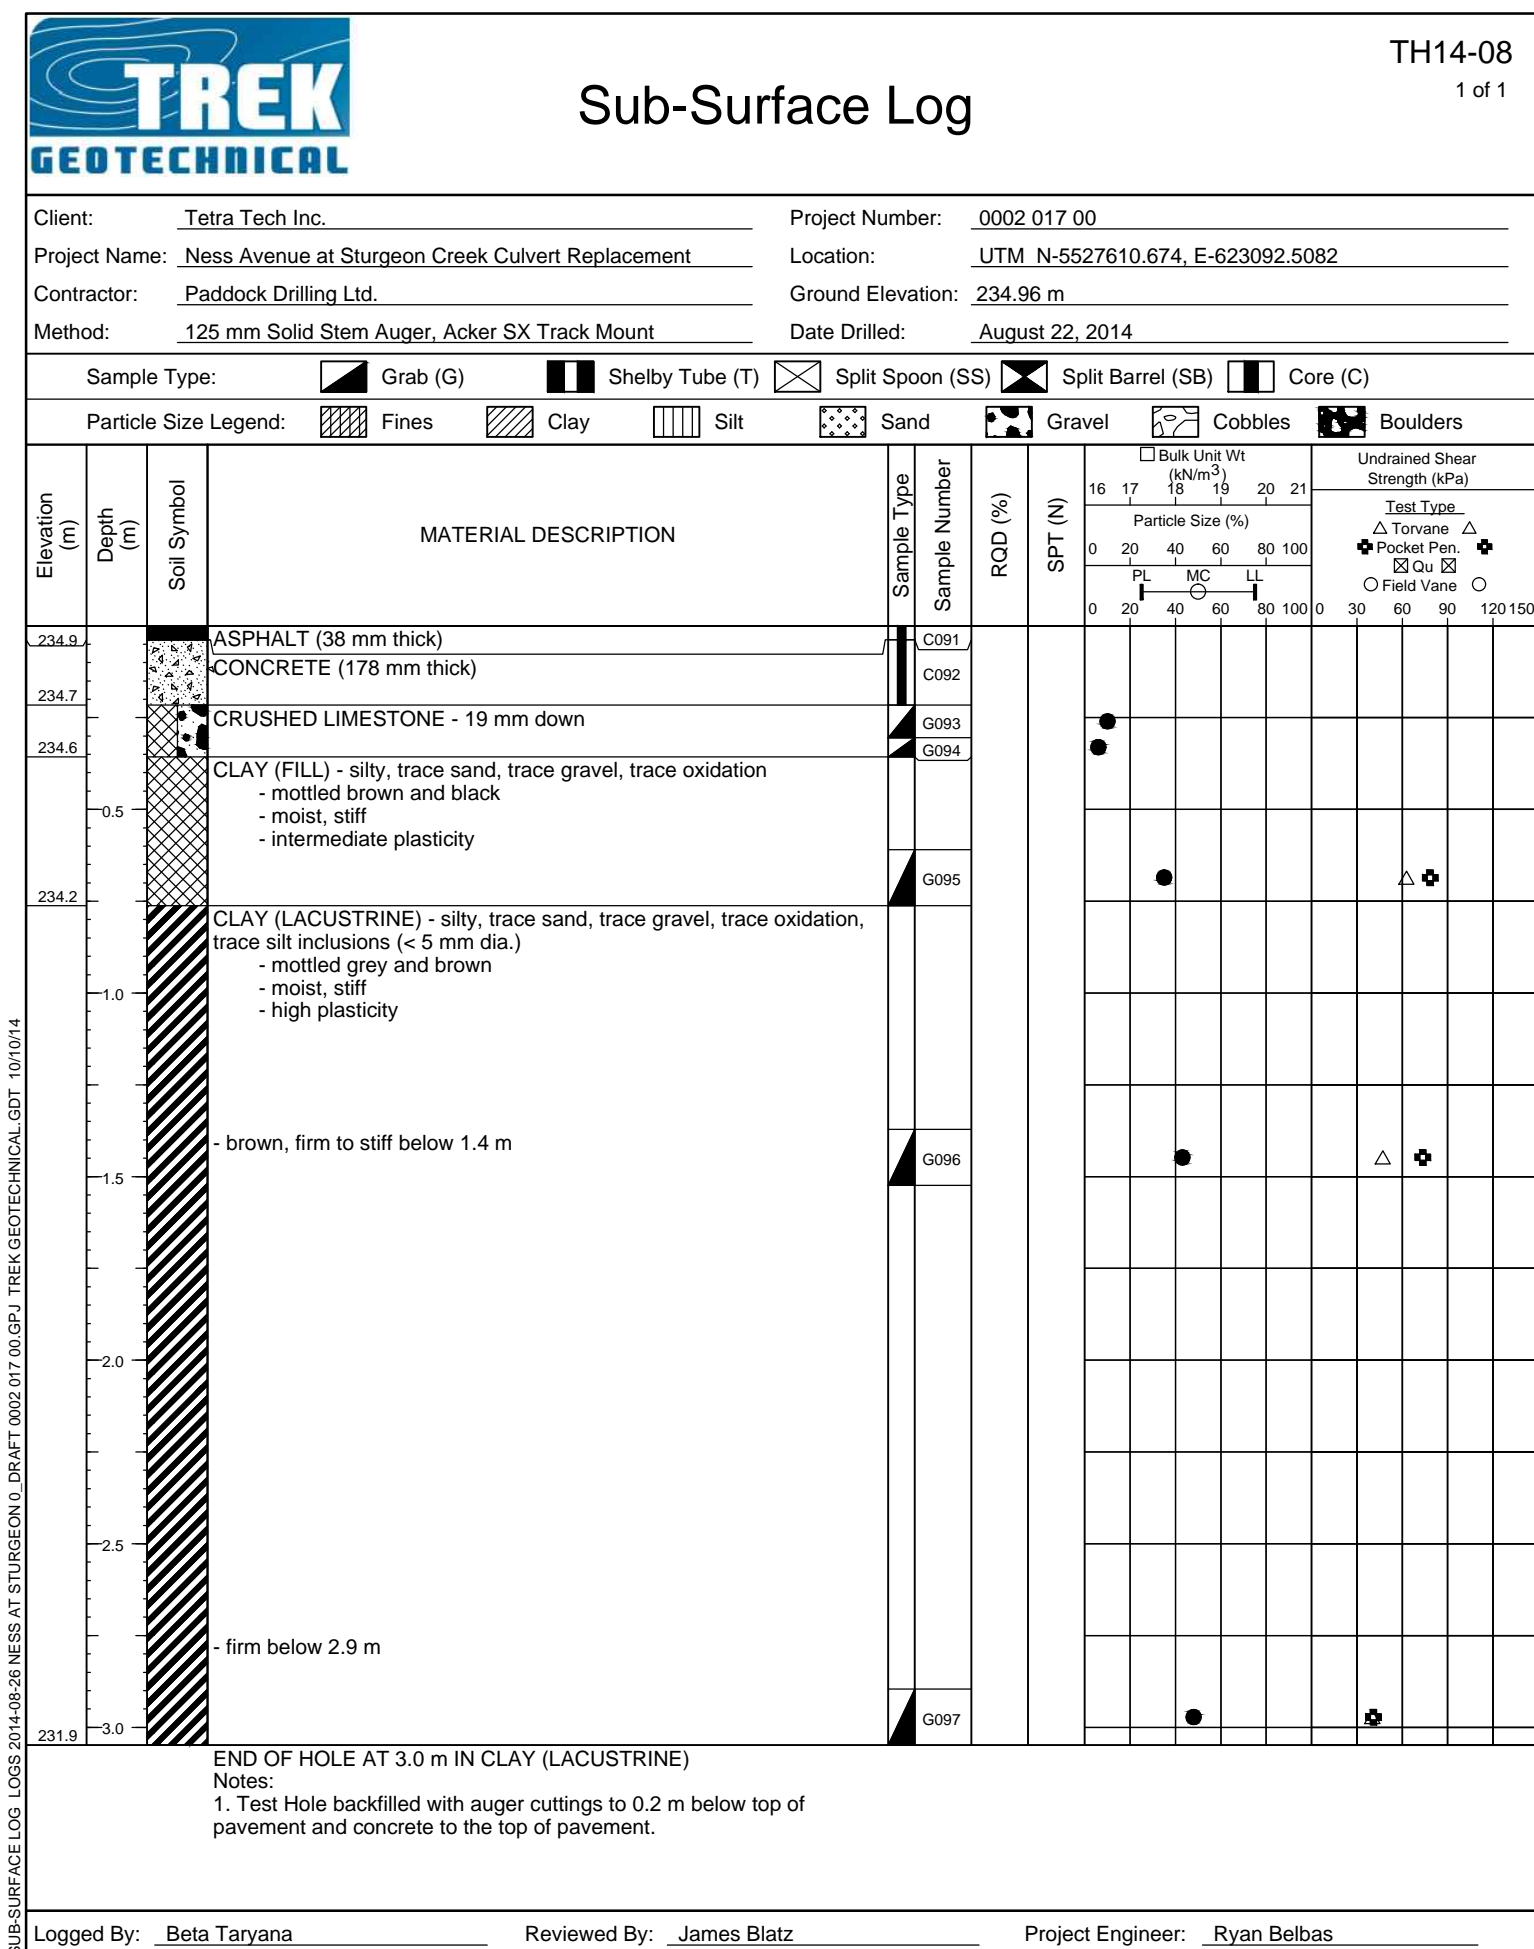 TREK
GEOTECHNICAL
Sub-Surface Log
TH14-08
1 of 1
Client: Tetra Tech Inc. Project Number: 0002 017 00
Project Name: Ness Avenue at Sturgeon Creek Culvert Replacement Location: UTM N-5527610.674, E-623092.5082
Contractor: Paddock Drilling Ltd. Ground Elevation: 234.96 m
Method: 125 mm Solid Stem Auger, Acker SX Track Mount Date Drilled: August 22, 2014
Sample Type: Grab (G) Shelby Tube (T) Split Spoon (SS) Split Barrel (SB) Core (C)
Particle Size Legend: Fines Clay Silt Sand Gravel Cobbles Boulders
Elevation (m)
Depth (m)
Soil Symbol
MATERIAL DESCRIPTION
Sample Type
Sample Number
RQD (%)
SPT (N)
Bulk Unit Wt
(kN/m3)
16 17 18 19 20 21
Particle Size (%)
0 20 40 60 80 100
PL MC LL
0 20 40 60 80 100
Undrained Shear
Strength (kPa)
Test Type
Torvane
Pocket Pen.
Qu
Field Vane
0 30 60 90 120 150
234.9 ASPHALT (38 mm thick) C091
CONCRETE (178 mm thick) C092
234.7
CRUSHED LIMESTONE - 19 mm down G093
234.6 G094
CLAY (FILL) - silty, trace sand, trace gravel, trace oxidation
- mottled brown and black
0.5
- moist, stiff
- intermediate plasticity
G095
234.2
CLAY (LACUSTRINE) - silty, trace sand, trace gravel, trace oxidation,
trace silt inclusions (< 5 mm dia.)
- mottled grey and brown
1.0 - moist, stiff
- high plasticity
- brown, firm to stiff below 1.4 m
G096
1.5
2.0
2.5
- firm below 2.9 m
G097
231.9 3.0
END OF HOLE AT 3.0 m IN CLAY (LACUSTRINE)
Notes:
1. Test Hole backfilled with auger cuttings to 0.2 m below top of
pavement and concrete to the top of pavement.
SUB-SURFACE LOG LOGS 2014-08-26 NESS AT STURGEON 0_DRAFT 0002 017 00.GPJ TREK GEOTECHNICAL.GDT 10/10/14
Logged By: Beta Taryana Reviewed By: James Blatz Project Engineer: Ryan Belbas